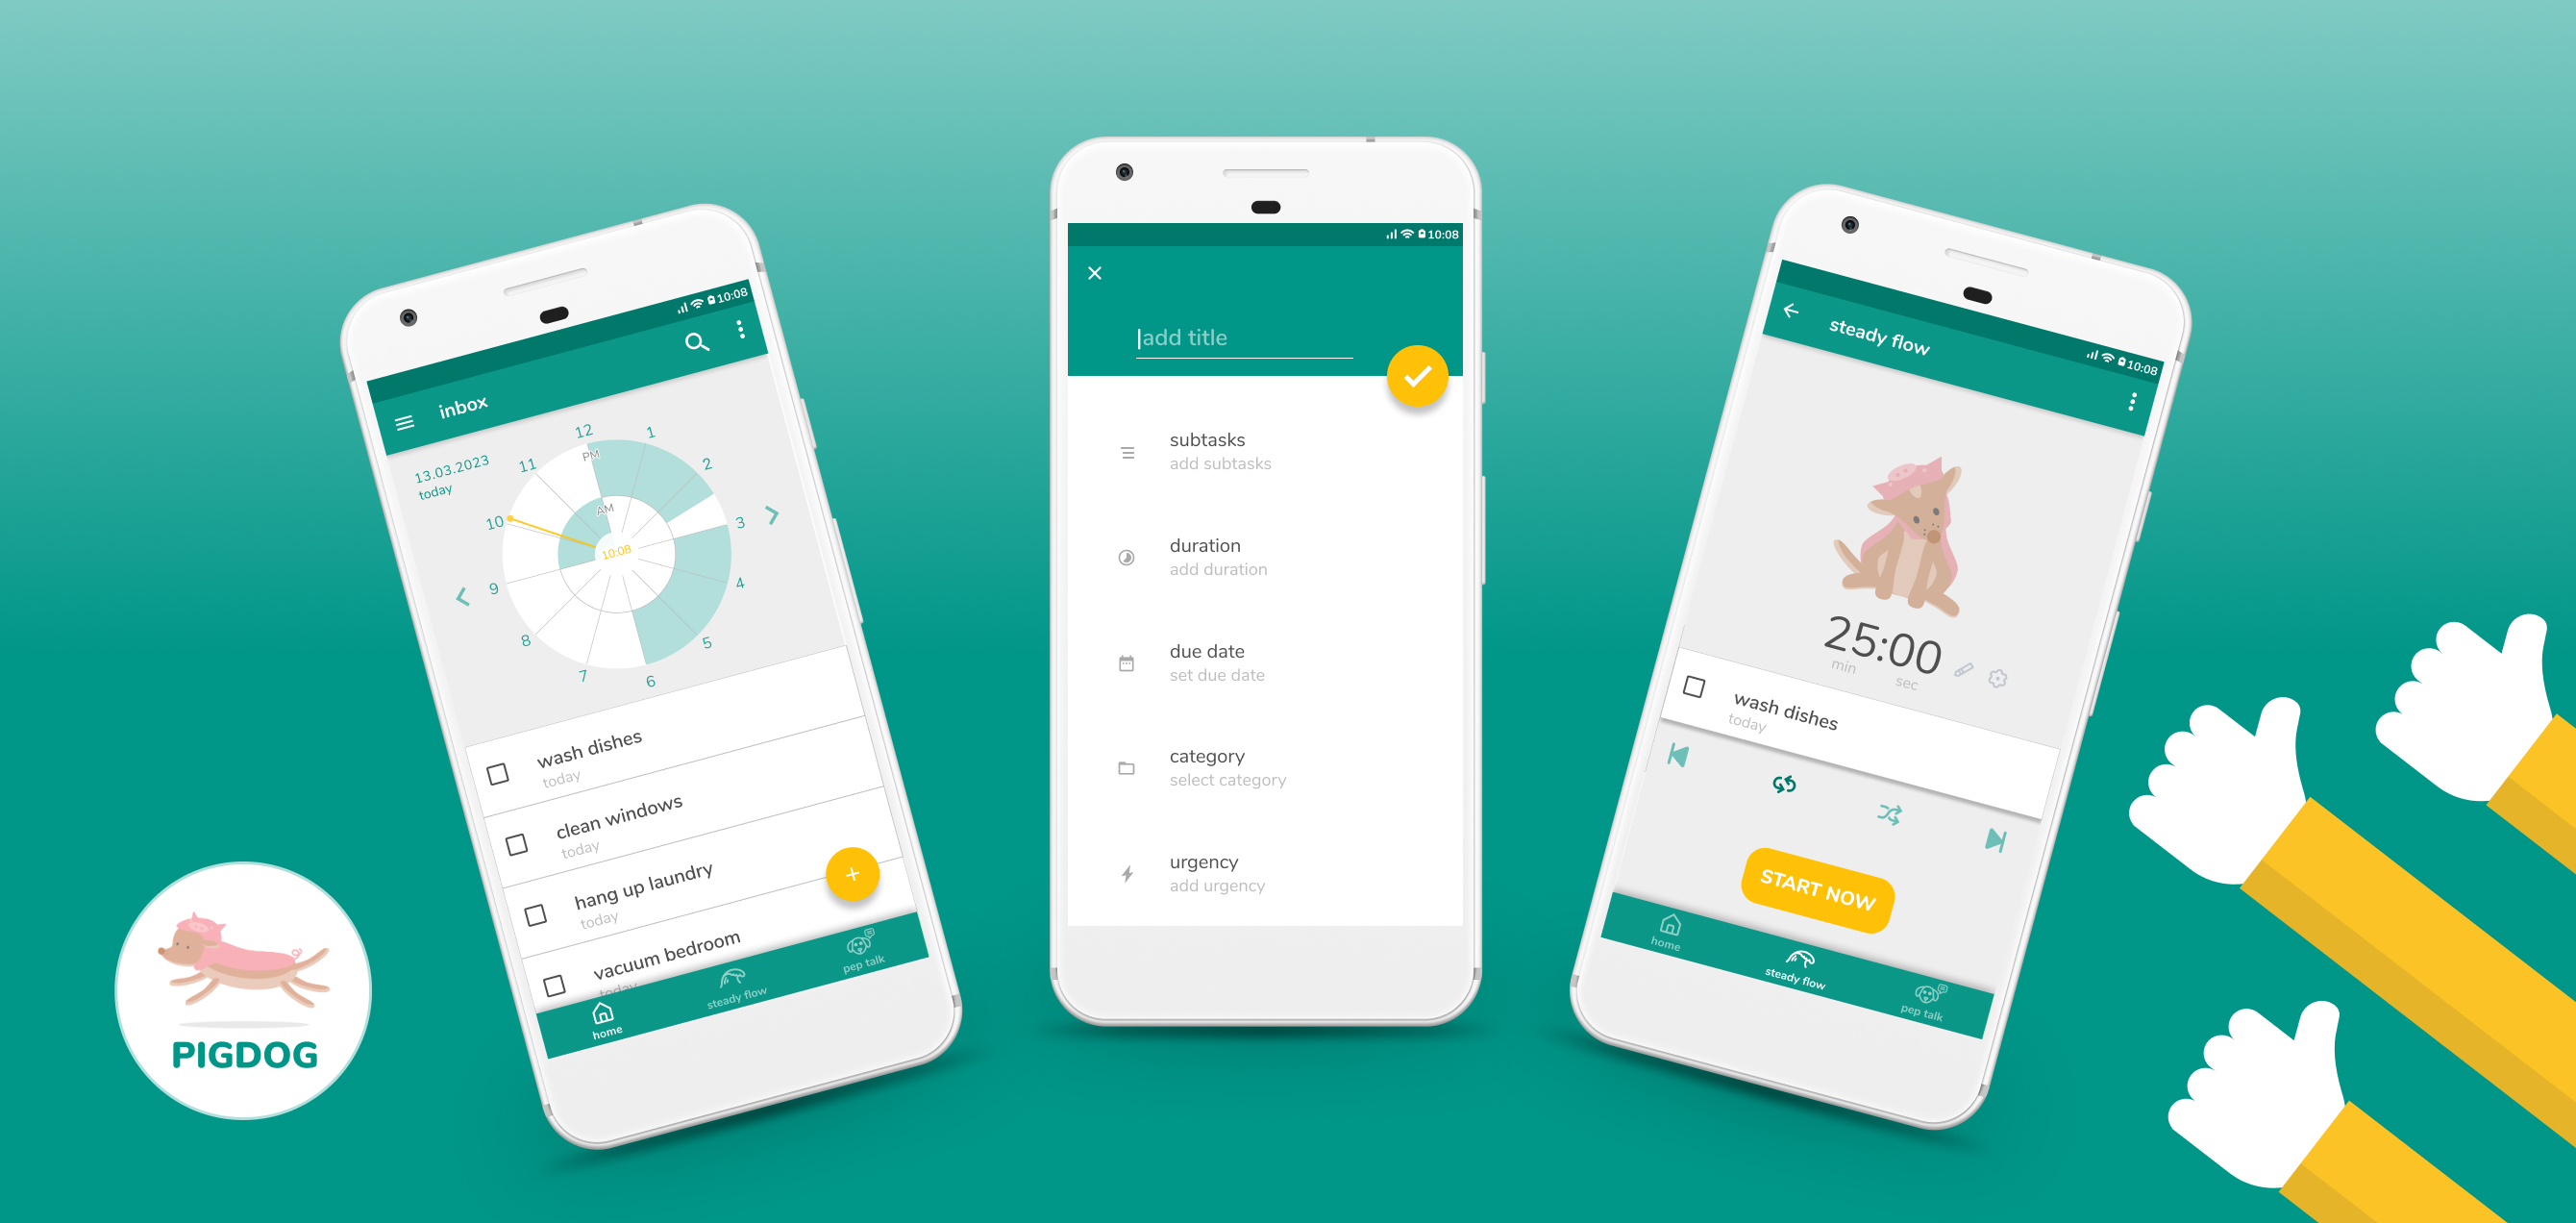 10:08
inbox
13.03.2023
today
12
1
2
3
4
5
6
7
8
9
10
11
PM
AM
10:08
wash dishes
today
clean windows
today
hang up laundry
today
vacuum bedroom
today
home
steady flow
pep talk
10:08
add title
subtasks
add subtasks
duration
add duration
due date
set due date
category
select category
urgency
add urgency
10:08
steady flow
25:00
min
sec
wash dishes
today
START NOW
home
steady flow
pep talk
PIGDOG